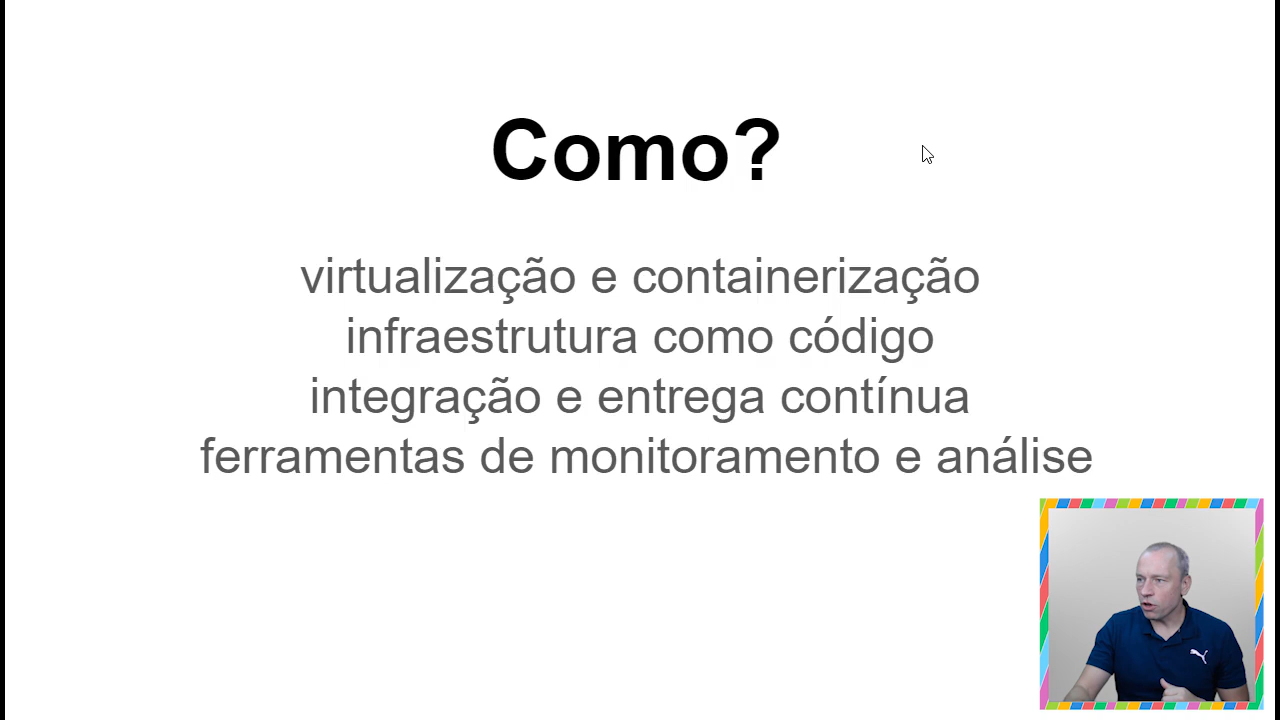 Como?
virtualização e containerização
infraestrutura como código
integração e entrega contínua
ferramentas de monitoramento e análise